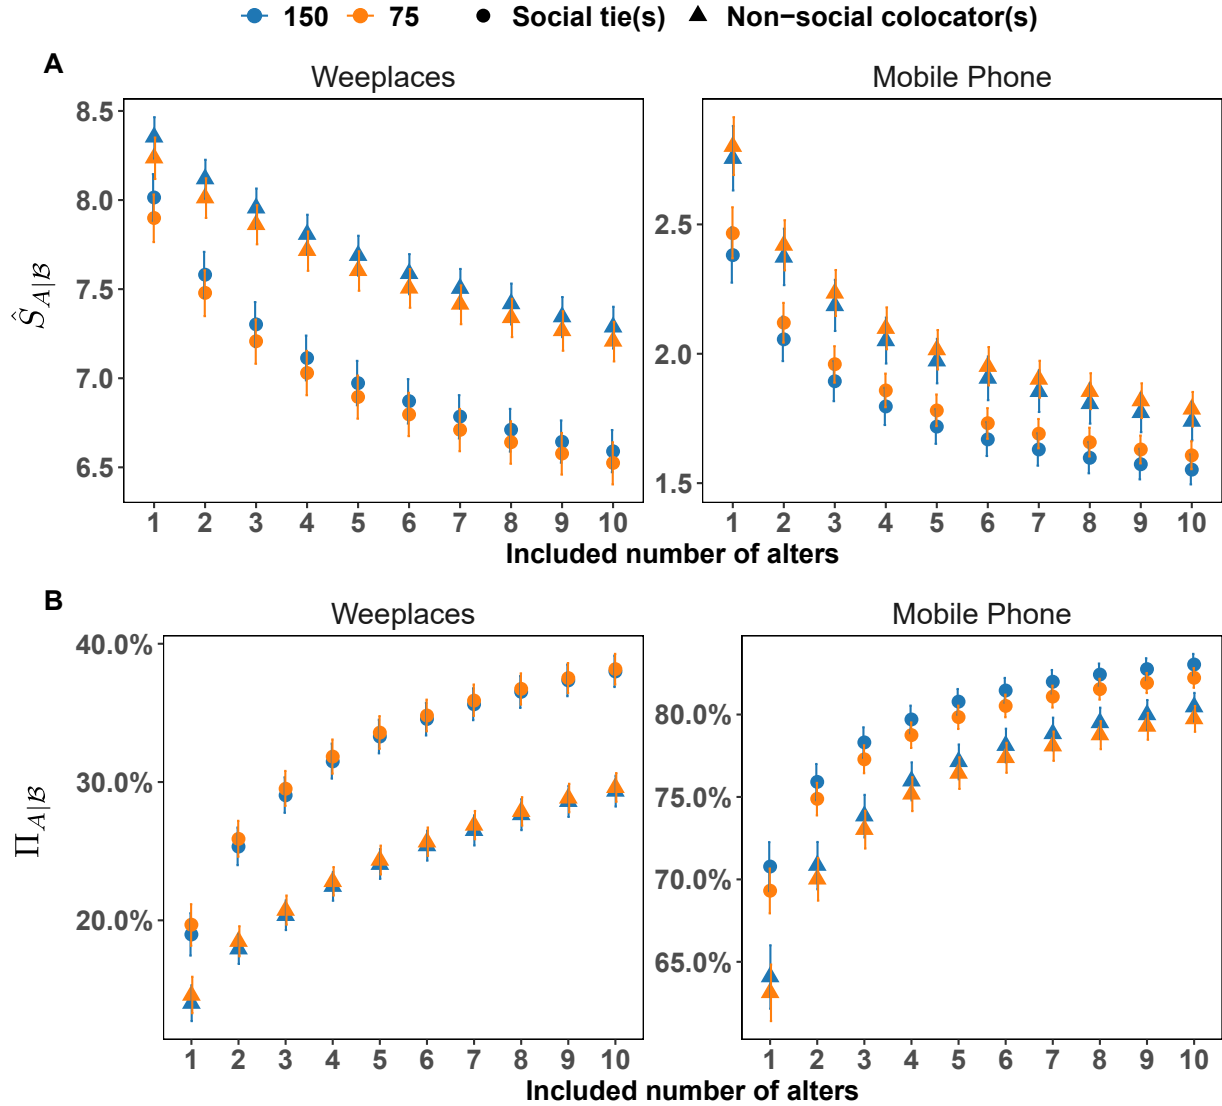 150 75 Social tie(s) Non-social colocator(s)
A
Weeplaces Mobile Phone
8.5
8.0
7.5
7.0
6.5
2.5
2.0
1.5
Ŝ_A|ℬ
1 2 3 4 5 6 7 8 9 10 1 2 3 4 5 6 7 8 9 10
Included number of alters
B
Weeplaces Mobile Phone
40.0%
30.0%
20.0%
80.0%
75.0%
70.0%
65.0%
Π_A|ℬ
1 2 3 4 5 6 7 8 9 10 1 2 3 4 5 6 7 8 9 10
Included number of alters